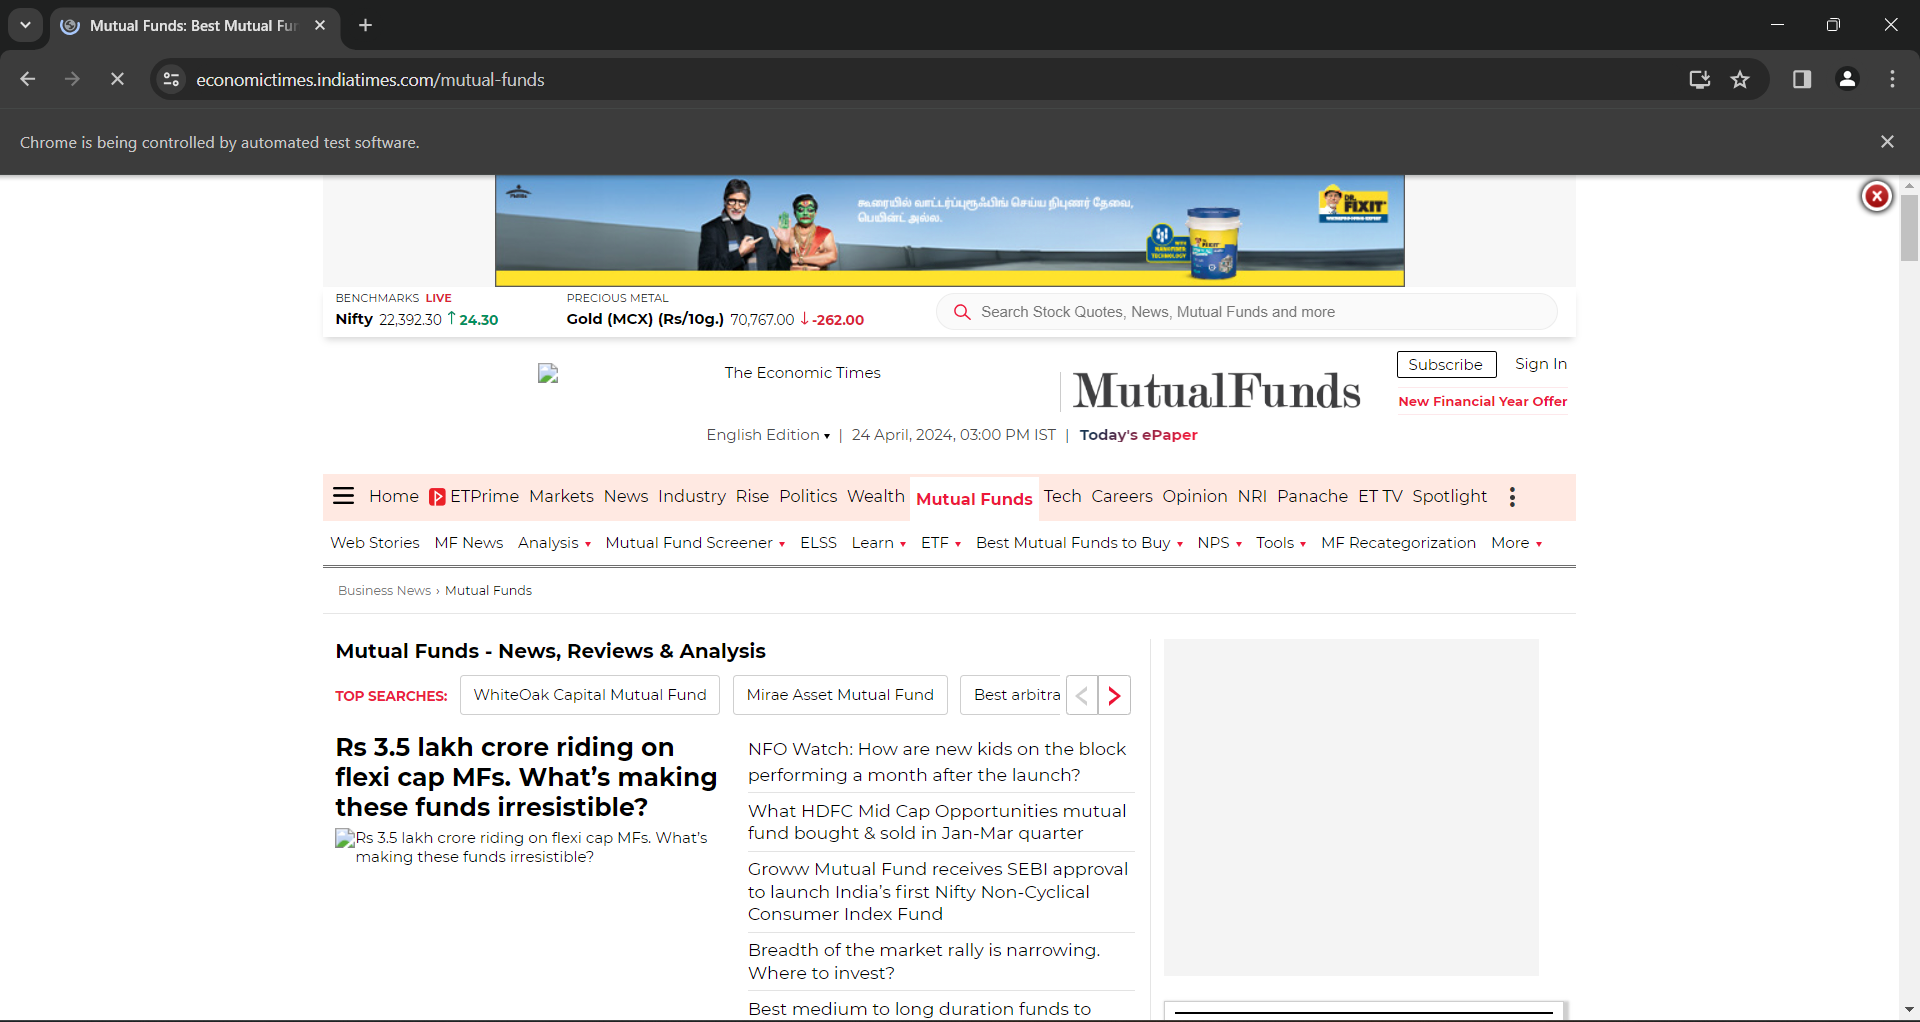 Mutual Funds: Best Mutual Fun
economictimes.indiatimes.com/mutual-funds
Chrome is being controlled by automated test software.
கூரையில் வாட்டர்ப்புரூஃபிங் செய்ய நிபுணர் தேவை,
பெயின்ட் அல்ல.
DR. FIXIT
BENCHMARKS LIVE
Nifty 22,392.30 ↑ 24.30
PRECIOUS METAL
Gold (MCX) (Rs/10g.) 70,767.00 ↓ -262.00
Search Stock Quotes, News, Mutual Funds and more
The Economic Times
MutualFunds
Subscribe Sign In
New Financial Year Offer
English Edition ▾ | 24 April, 2024, 03:00 PM IST | Today's ePaper
Home ETPrime Markets News Industry Rise Politics Wealth Mutual Funds Tech Careers Opinion NRI Panache ET TV Spotlight
Web Stories MF News Analysis Mutual Fund Screener ELSS Learn ETF Best Mutual Funds to Buy NPS Tools MF Recategorization More
Business News › Mutual Funds
Mutual Funds - News, Reviews & Analysis
TOP SEARCHES: WhiteOak Capital Mutual Fund Mirae Asset Mutual Fund Best arbitra
Rs 3.5 lakh crore riding on
flexi cap MFs. What’s making
these funds irresistible?
Rs 3.5 lakh crore riding on flexi cap MFs. What's
making these funds irresistible?
NFO Watch: How are new kids on the block
performing a month after the launch?
What HDFC Mid Cap Opportunities mutual
fund bought & sold in Jan-Mar quarter
Groww Mutual Fund receives SEBI approval
to launch India’s first Nifty Non-Cyclical
Consumer Index Fund
Breadth of the market rally is narrowing.
Where to invest?
Best medium to long duration funds to